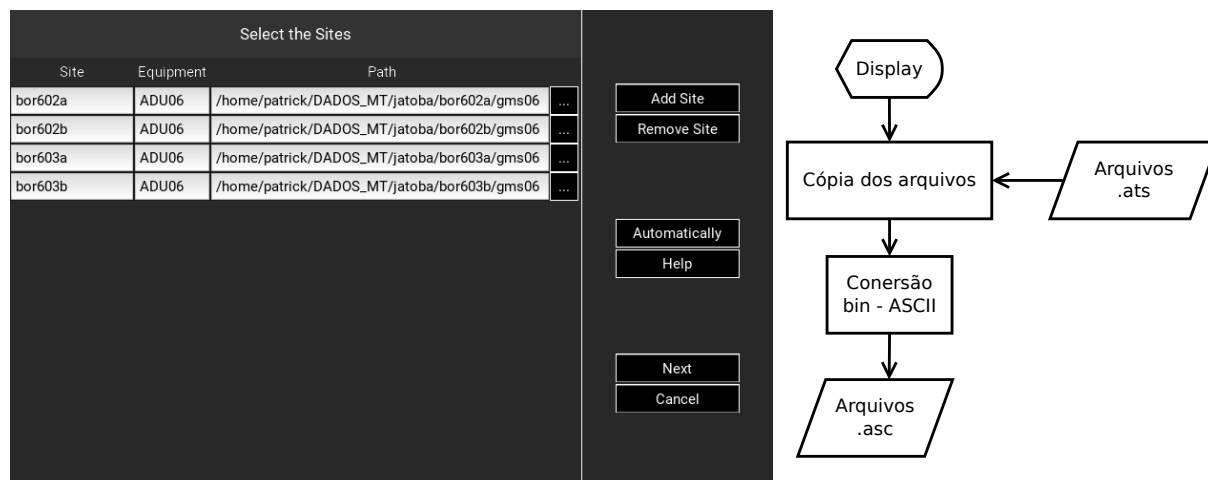 Select the Sites
Site Equipment Path
bor602a ADU06 /home/patrick/DADOS_MT/jatoba/bor602a/gms06 ...
bor602b ADU06 /home/patrick/DADOS_MT/jatoba/bor602b/gms06 ...
bor603a ADU06 /home/patrick/DADOS_MT/jatoba/bor603a/gms06 ...
bor603b ADU06 /home/patrick/DADOS_MT/jatoba/bor603b/gms06 ...
Add Site
Remove Site
Automatically
Help
Next
Cancel
Display
Cópia dos arquivos
Arquivos
.ats
Conersão
bin - ASCII
Arquivos
.asc